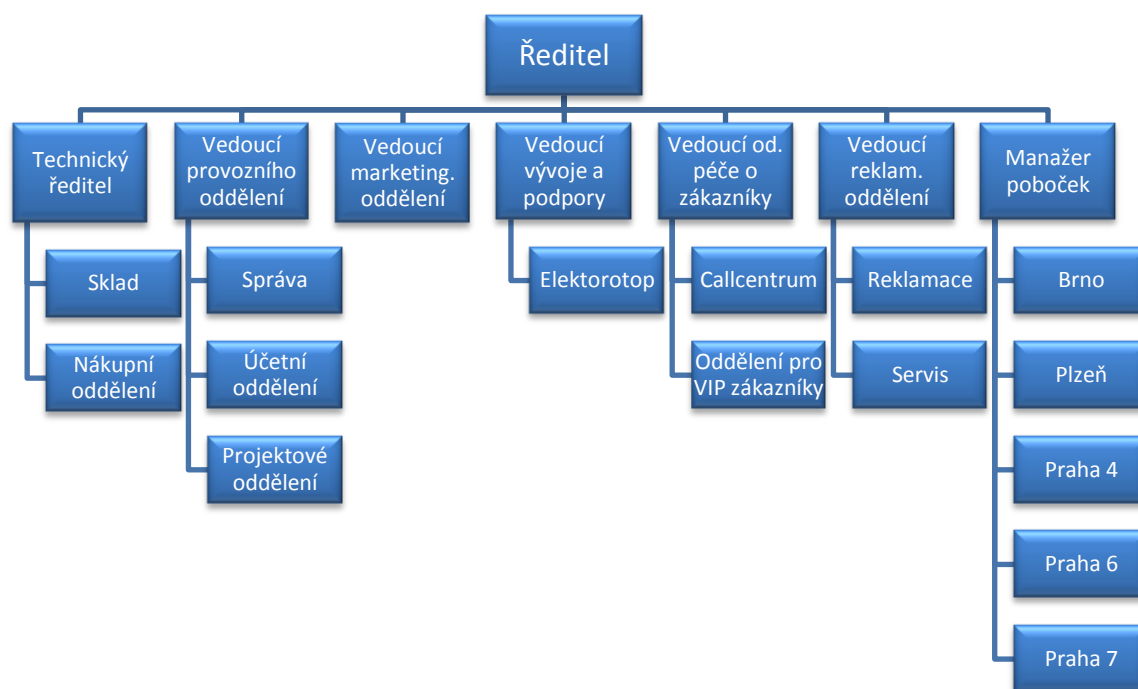 Ředitel
Technický
ředitel
Vedoucí
provozního
oddělení
Vedoucí
marketing.
oddělení
Vedoucí
vývoje a
podpory
Vedoucí od.
péče o
zákazníky
Vedoucí
reklam.
oddělení
Manažer
poboček
Sklad
Nákupní
oddělení
Správa
Účetní
oddělení
Projektové
oddělení
Elektorotop
Callcentrum
Oddělení pro
VIP zákazníky
Reklamace
Servis
Brno
Plzeň
Praha 4
Praha 6
Praha 7